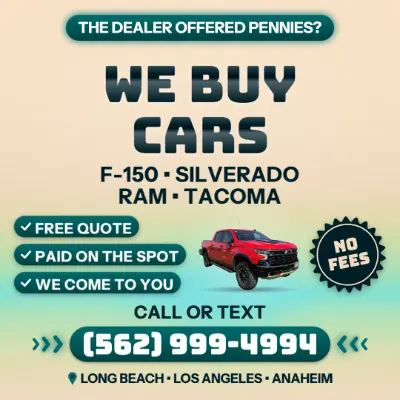 THE DEALER OFFERED PENNIES?
WE BUY
CARS
F-150 ▪ SILVERADO
RAM ▪ TACOMA
FREE QUOTE
PAID ON THE SPOT
WE COME TO YOU
NO
FEES
CALL OR TEXT
(562) 999-4994
LONG BEACH ▪ LOS ANGELES ▪ ANAHEIM